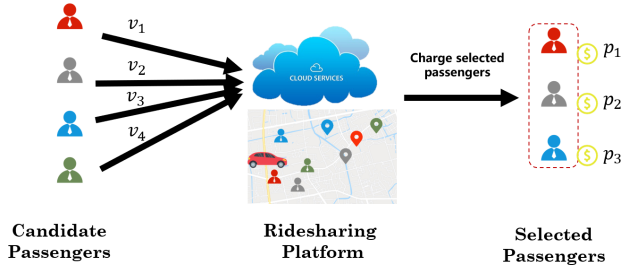 v₁
v₂
v₃
v₄
CLOUD SERVICES
Charge selected
passengers
$ p₁
$ p₂
$ p₃
Candidate
Passengers
Ridesharing
Platform
Selected
Passengers